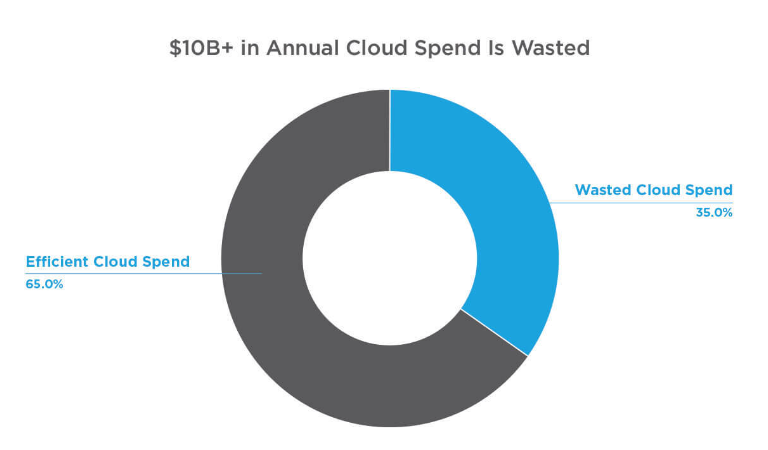 $10B+ in Annual Cloud Spend Is Wasted
Wasted Cloud Spend
35.0%
Efficient Cloud Spend
65.0%